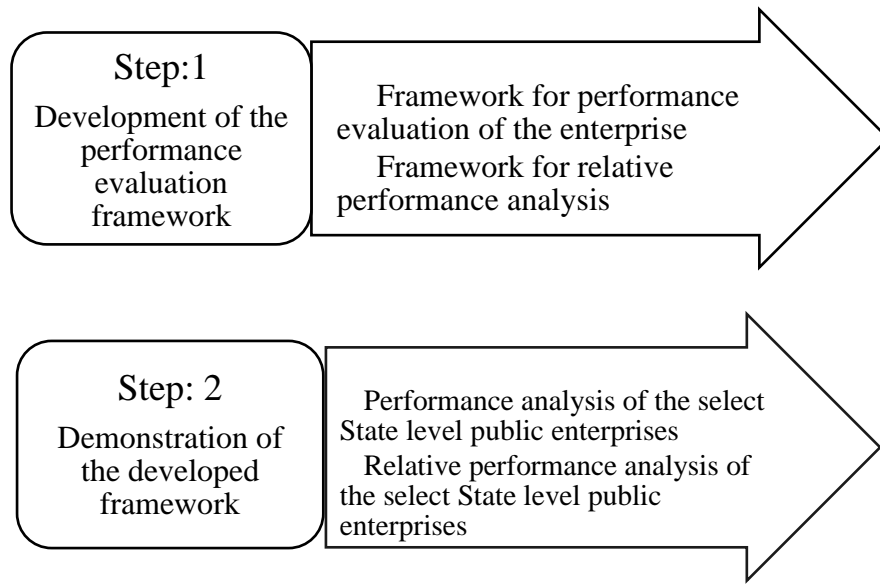 Step:1
Development of the
performance
evaluation
framework
Framework for performance
evaluation of the enterprise
Framework for relative
performance analysis
Step: 2
Demonstration of
the developed
framework
Performance analysis of the select
State level public enterprises
Relative performance analysis of
the select State level public
enterprises